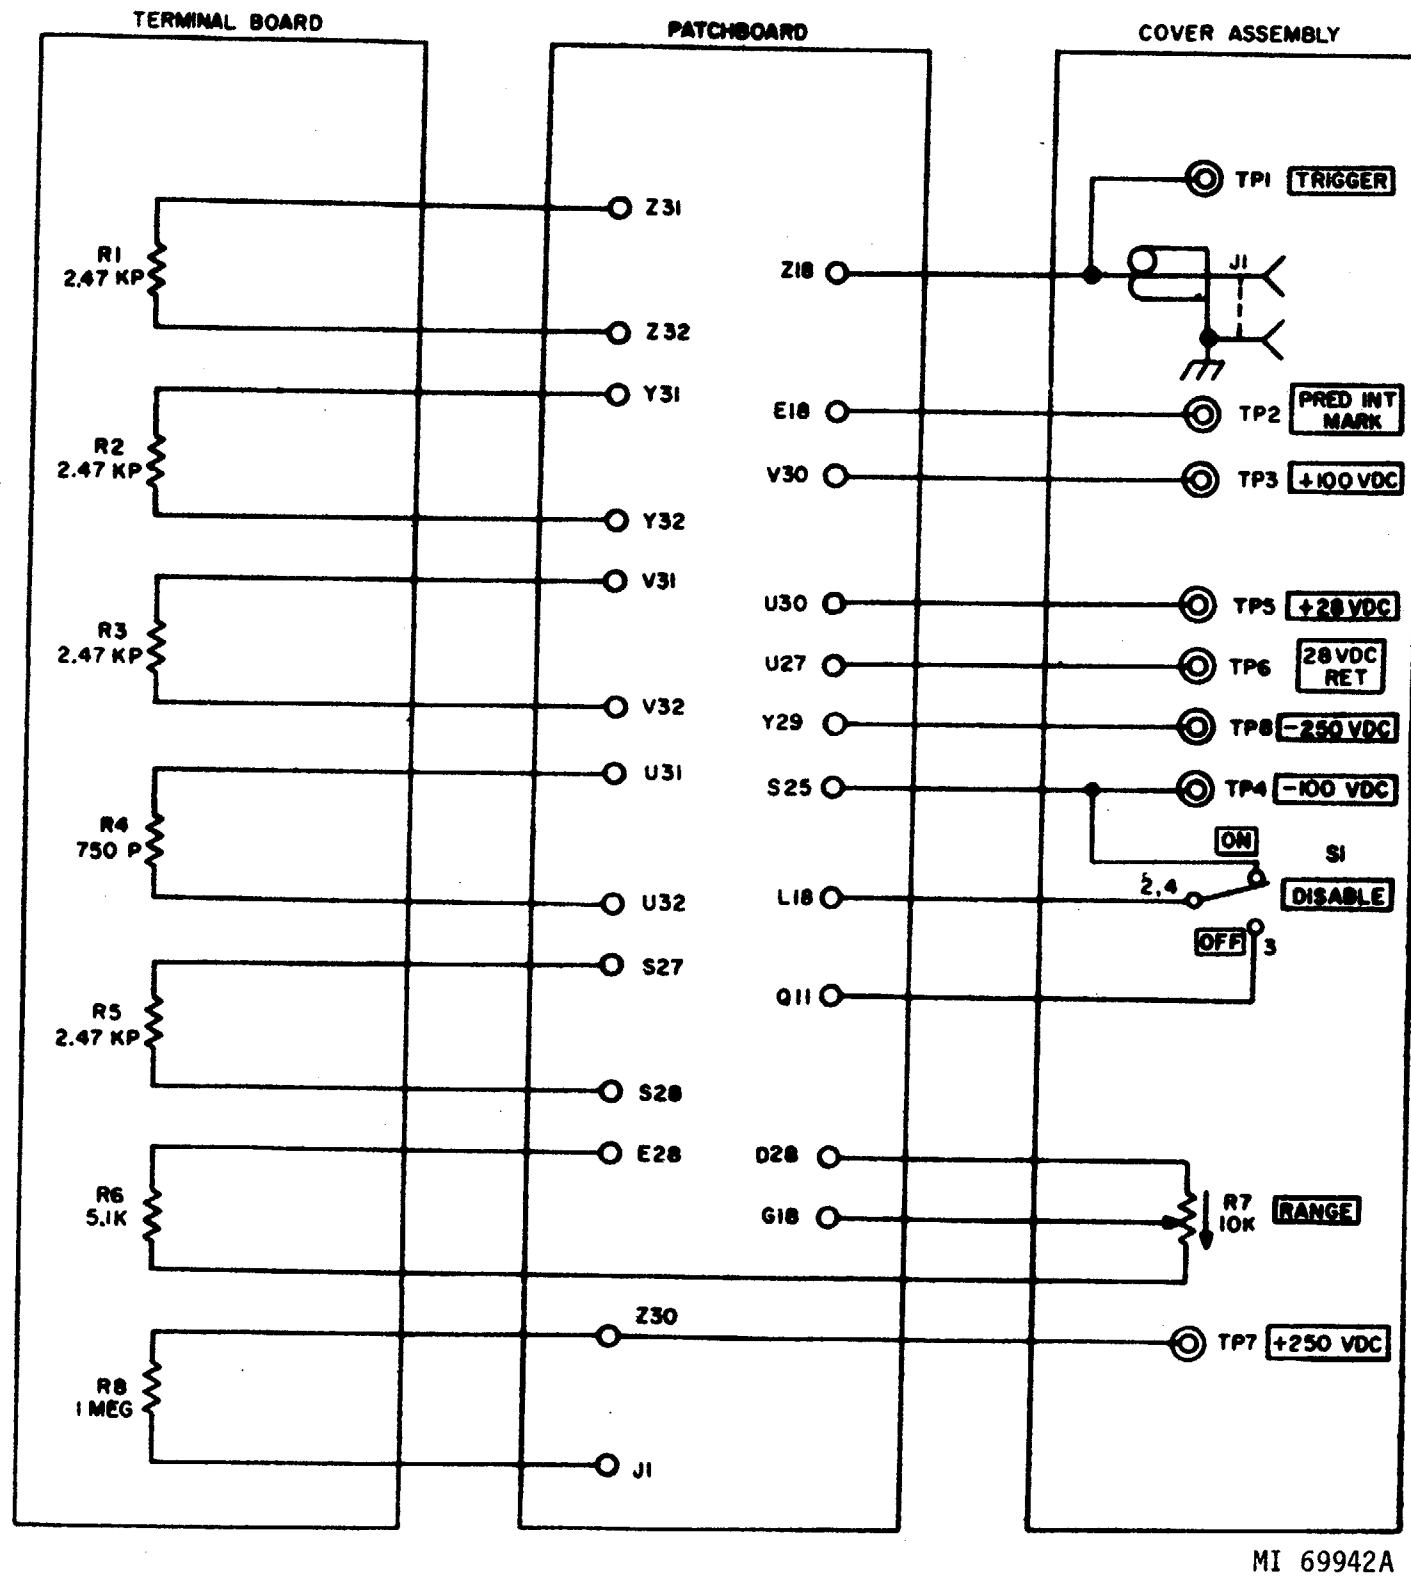 TERMINAL BOARD
PATCHBOARD
COVER ASSEMBLY
R1
2.47 KP
R2
2.47 KP
R3
2.47 KP
R4
750 P
R5
2.47 KP
R6
5.1K
R8
1 MEG
Z31
Z32
Y31
Y32
V31
V32
U31
U32
S27
S28
E28
Z30
J1
Z18
E18
V30
U30
U27
Y29
S25
L18
Q11
D28
G18
TP1 TRIGGER
J1
TP2 PRED INT
MARK
TP3 +100 VDC
TP5 +28 VDC
TP6 28 VDC
RET
TP8 -250 VDC
TP4 -100 VDC
ON
S1
2,4
DISABLE
OFF 3
R7
10K
RANGE
TP7 +250 VDC
MI 69942A